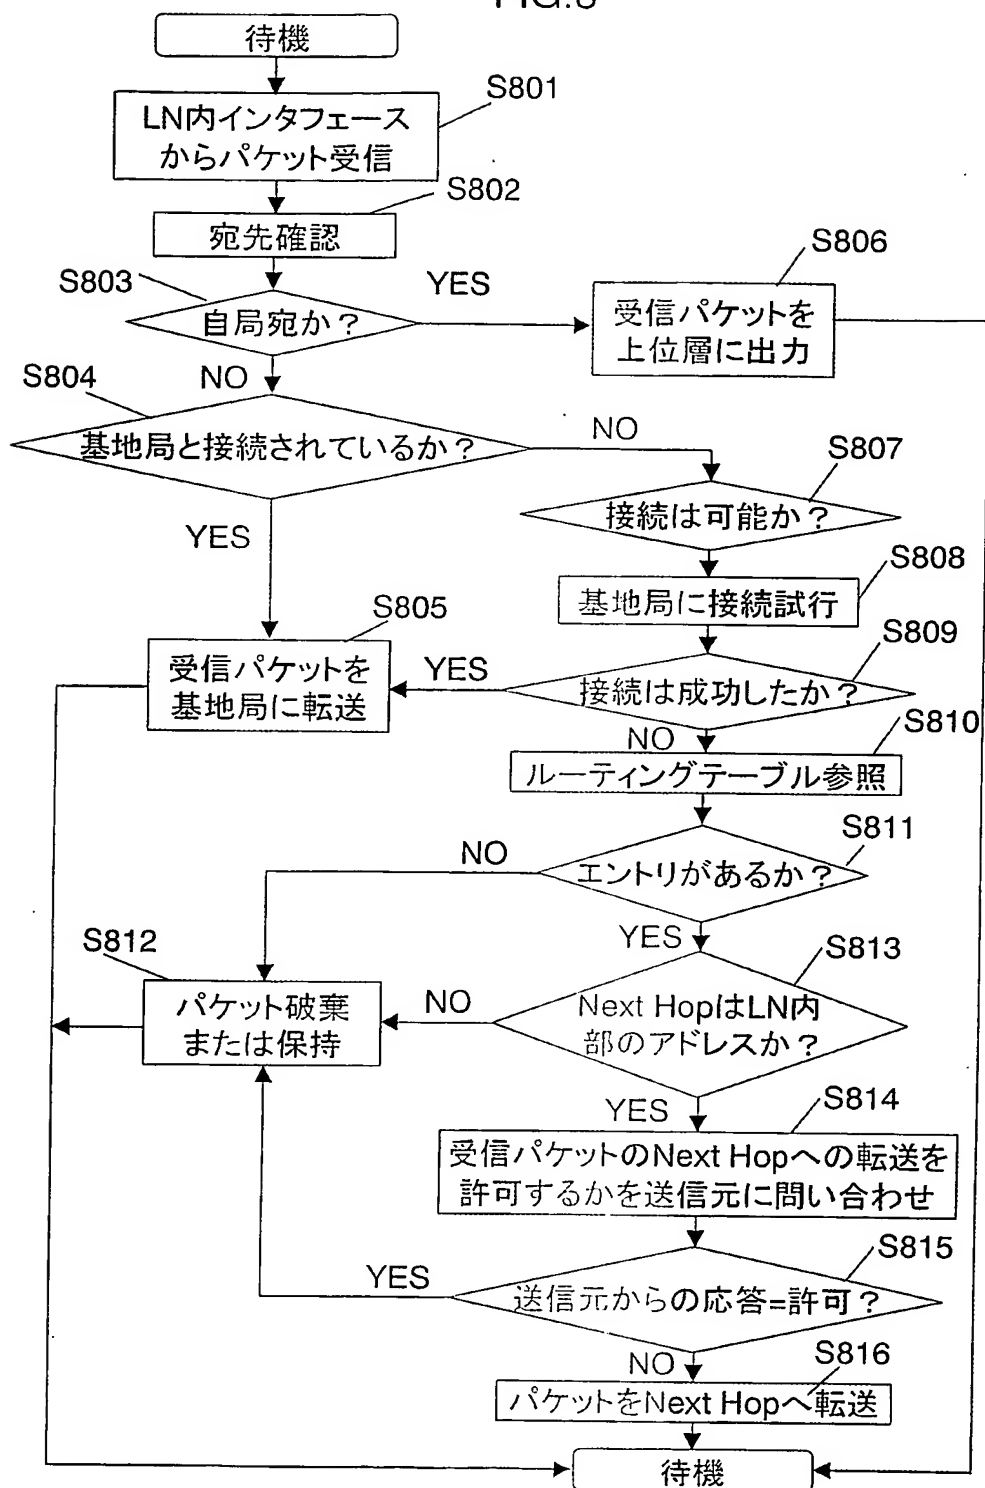 待機
S801
LN内インタフェース
からパケット受信
S802
宛先確認
S803
自局宛か?
YES
S806
受信パケットを
上位層に出力
NO
S804
基地局と接続されているか?
NO
S807
接続は可能か?
YES
S808
基地局に接続試行
S805
受信パケットを
基地局に転送
YES
S809
接続は成功したか?
NO
S810
ルーティングテーブル参照
S811
エントリがあるか?
NO
YES
S812
パケット破棄
または保持
NO
S813
Next HopはLN内
部のアドレスか?
YES
S814
受信パケットのNext Hopへの転送を
許可するかを送信元に問い合わせ
S815
YES
送信元からの応答=許可?
NO
S816
パケットをNext Hopへ転送
待機